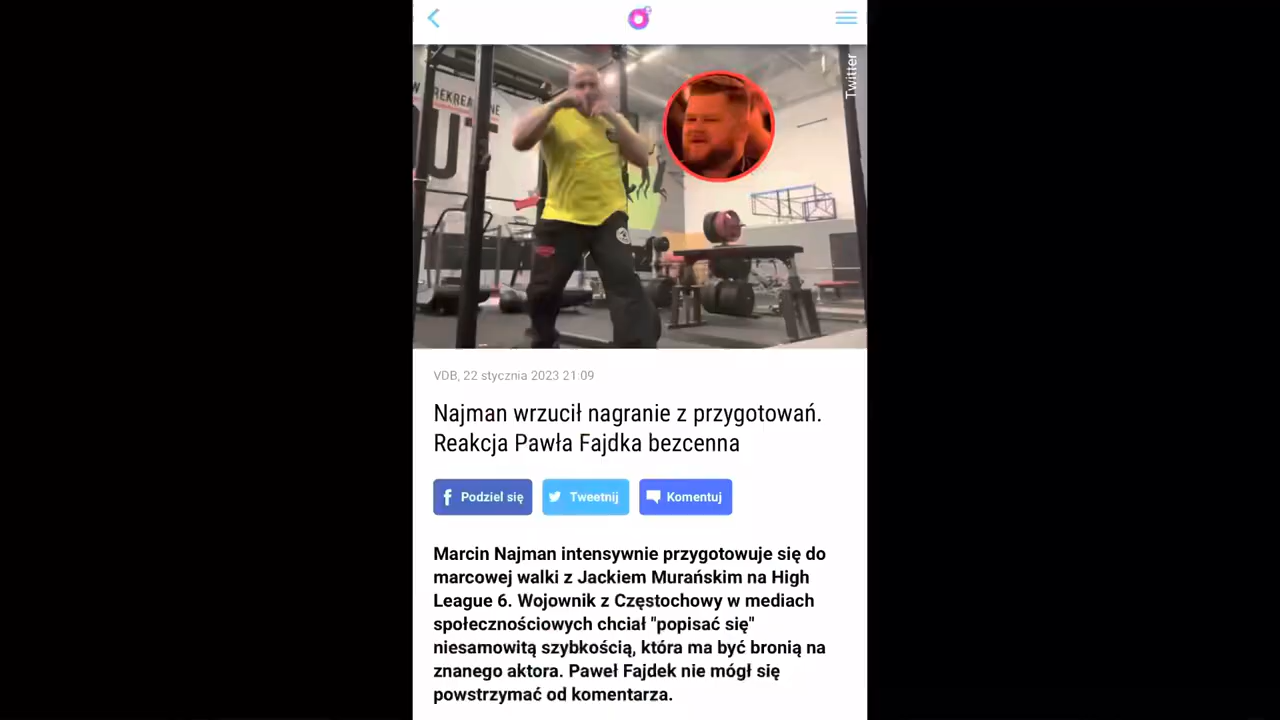 Twitter
W REKREACYJNE
UT
VDB, 22 stycznia 2023 21:09
Najman wrzucił nagranie z przygotowań.
Reakcja Pawła Fajdka bezcenna
Podziel się
Tweetnij
Komentuj
Marcin Najman intensywnie przygotowuje się do
marcowej walki z Jackiem Murańskim na High
League 6. Wojownik z Częstochowy w mediach
społecznościowych chciał "popisać się"
niesamowitą szybkością, która ma być bronią na
znanego aktora. Paweł Fajdek nie mógł się
powstrzymać od komentarza.